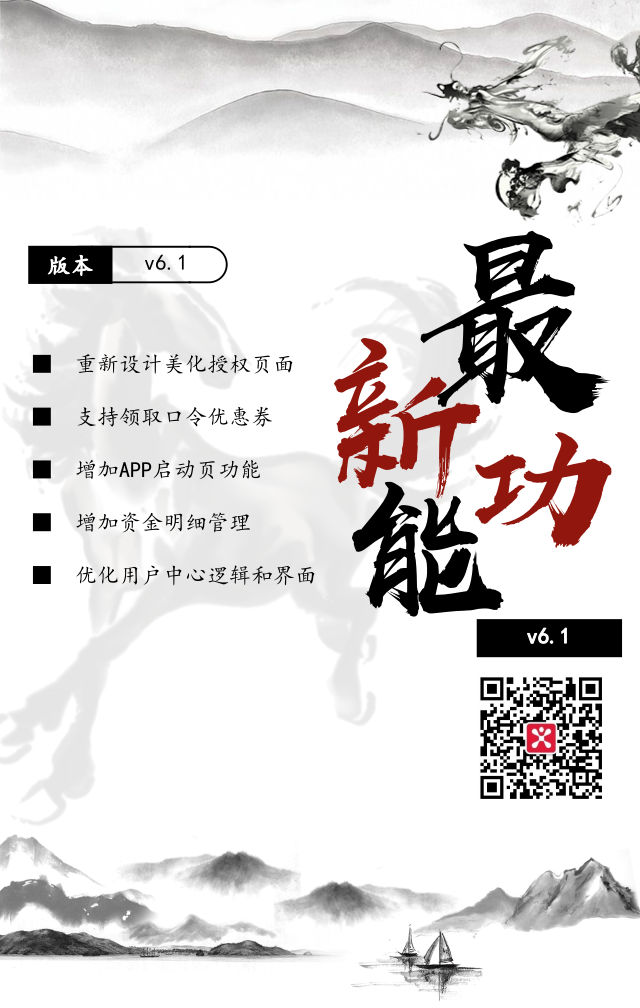 版本 v6.1
重新设计美化授权页面
支持领取口令优惠券
增加APP启动页功能
增加资金明细管理
优化用户中心逻辑和界面
最新功能
v6.1